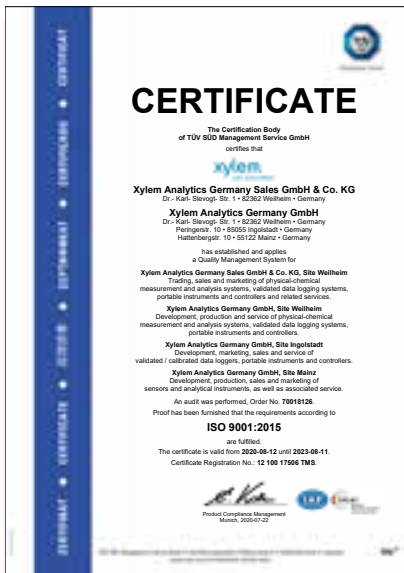 CERTIFICATE
The Certification Body
of TÜV SÜD Management Service GmbH
certifies that
xylem
Xylem Analytics Germany Sales GmbH & Co. KG
Dr.- Karl- Slevogt- Str. 1 • 82362 Weilheim • Germany
Xylem Analytics Germany GmbH
Dr.- Karl- Slevogt- Str. 1 • 82362 Weilheim • Germany
Peringerstr. 10 • 85055 Ingolstadt • Germany
Hattenbergstr. 10 • 55122 Mainz • Germany
has established and applies
a Quality Management System for
Xylem Analytics Germany Sales GmbH & Co. KG, Site Weilheim
Trading, sales and marketing of physical-chemical
measurement and analysis systems, validated data logging systems,
portable instruments and controllers and related services.
Xylem Analytics Germany GmbH, Site Weilheim
Development, production and service of physical-chemical
measurement and analysis systems, validated data logging systems,
portable instruments and controllers.
Xylem Analytics Germany GmbH, Site Ingolstadt
Development, marketing, sales and service of
validated / calibrated data loggers, portable instruments and controllers.
Xylem Analytics Germany GmbH, Site Mainz
Development, production, sales and marketing of
sensors and analytical instruments, as well as associated service.
An audit was performed, Order No. 70018126.
Proof has been furnished that the requirements according to
ISO 9001:2015
are fulfilled.
The certificate is valid from 2020-08-12 until 2023-08-11.
Certificate Registration No.: 12 100 17506 TMS.
Product Compliance Management
Munich, 2020-07-22
IAF
ZERTIFIKAT ◆ CERTIFICATE ◆
◆ CERTIFICADO ◆ CERTIFICAT